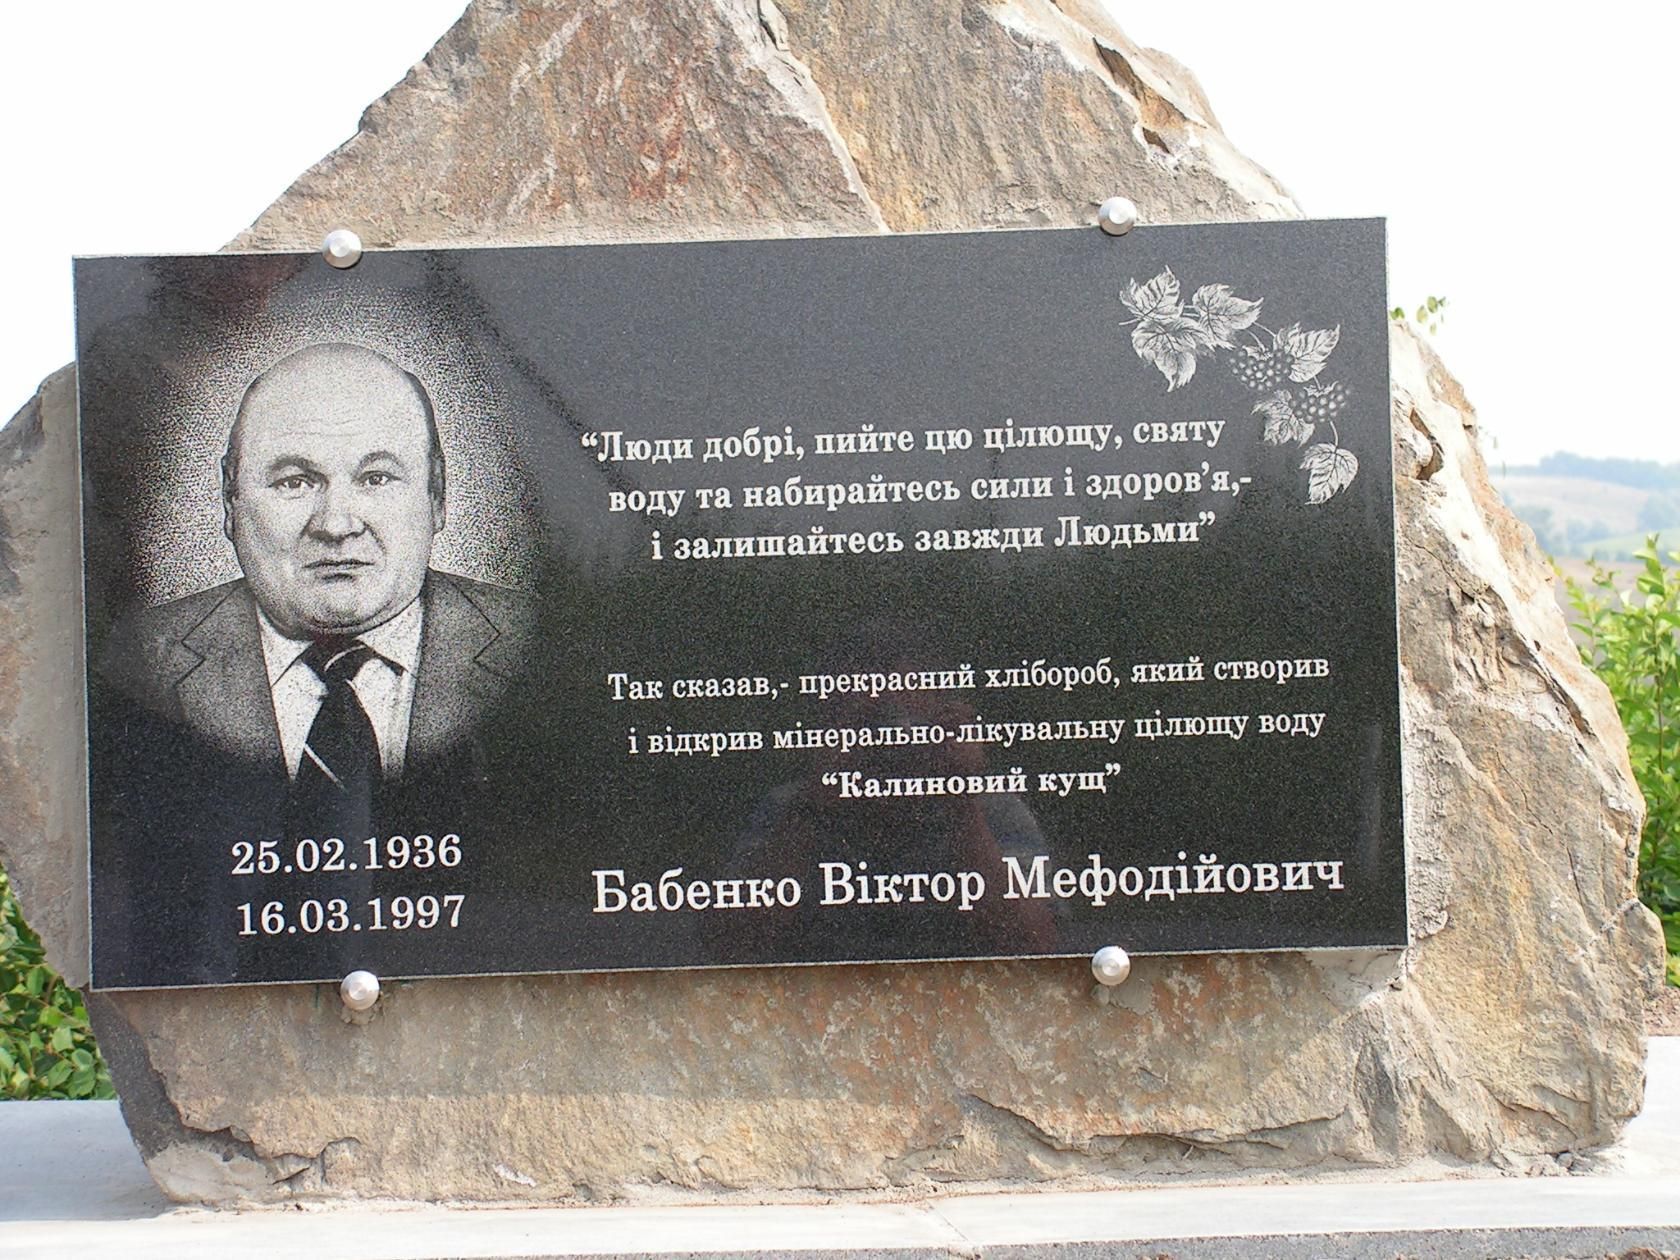 “Люди добрі, пийте цю цілющу, святу
воду та набирайтесь сили і здоров’я,-
і залишайтесь завжди Людьми”
Так сказав,- прекрасний хлібороб, який створив
і відкрив мінерально-лікувальну цілющу воду
“Калиновий кущ”
25.02.1936
16.03.1997
Бабенко Віктор Мефодійович